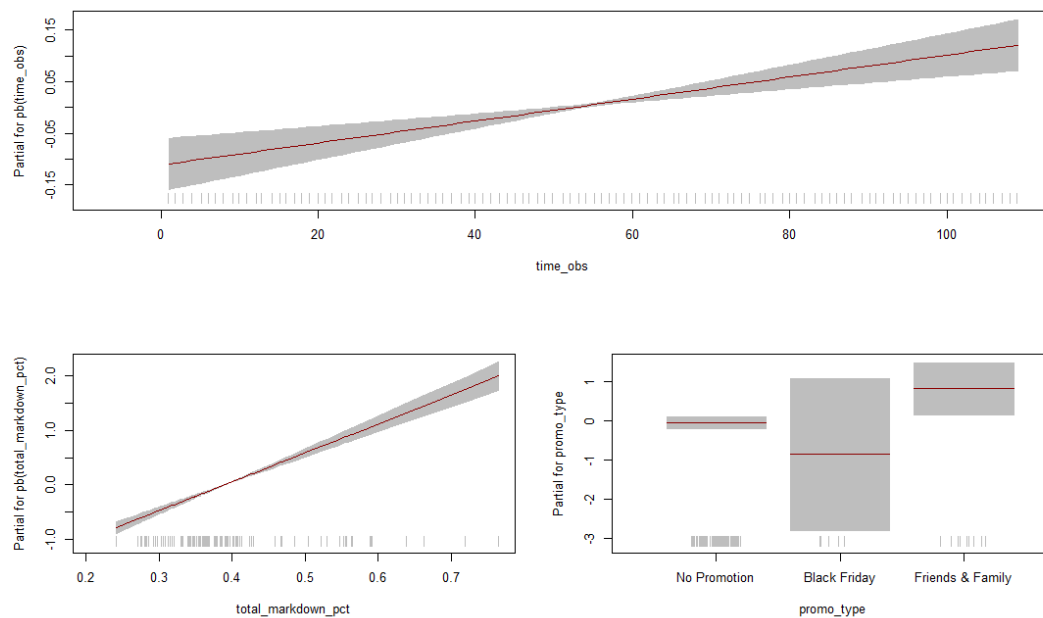 Partial for pb(time_obs)
0.15
0.05
-0.05
-0.15
0 20 40 60 80 100
time_obs
Partial for pb(total_markdown_pct)
2.0
1.0
0.0
-1.0
0.2 0.3 0.4 0.5 0.6 0.7
total_markdown_pct
Partial for promo_type
1
0
-1
-2
-3
No Promotion Black Friday Friends & Family
promo_type